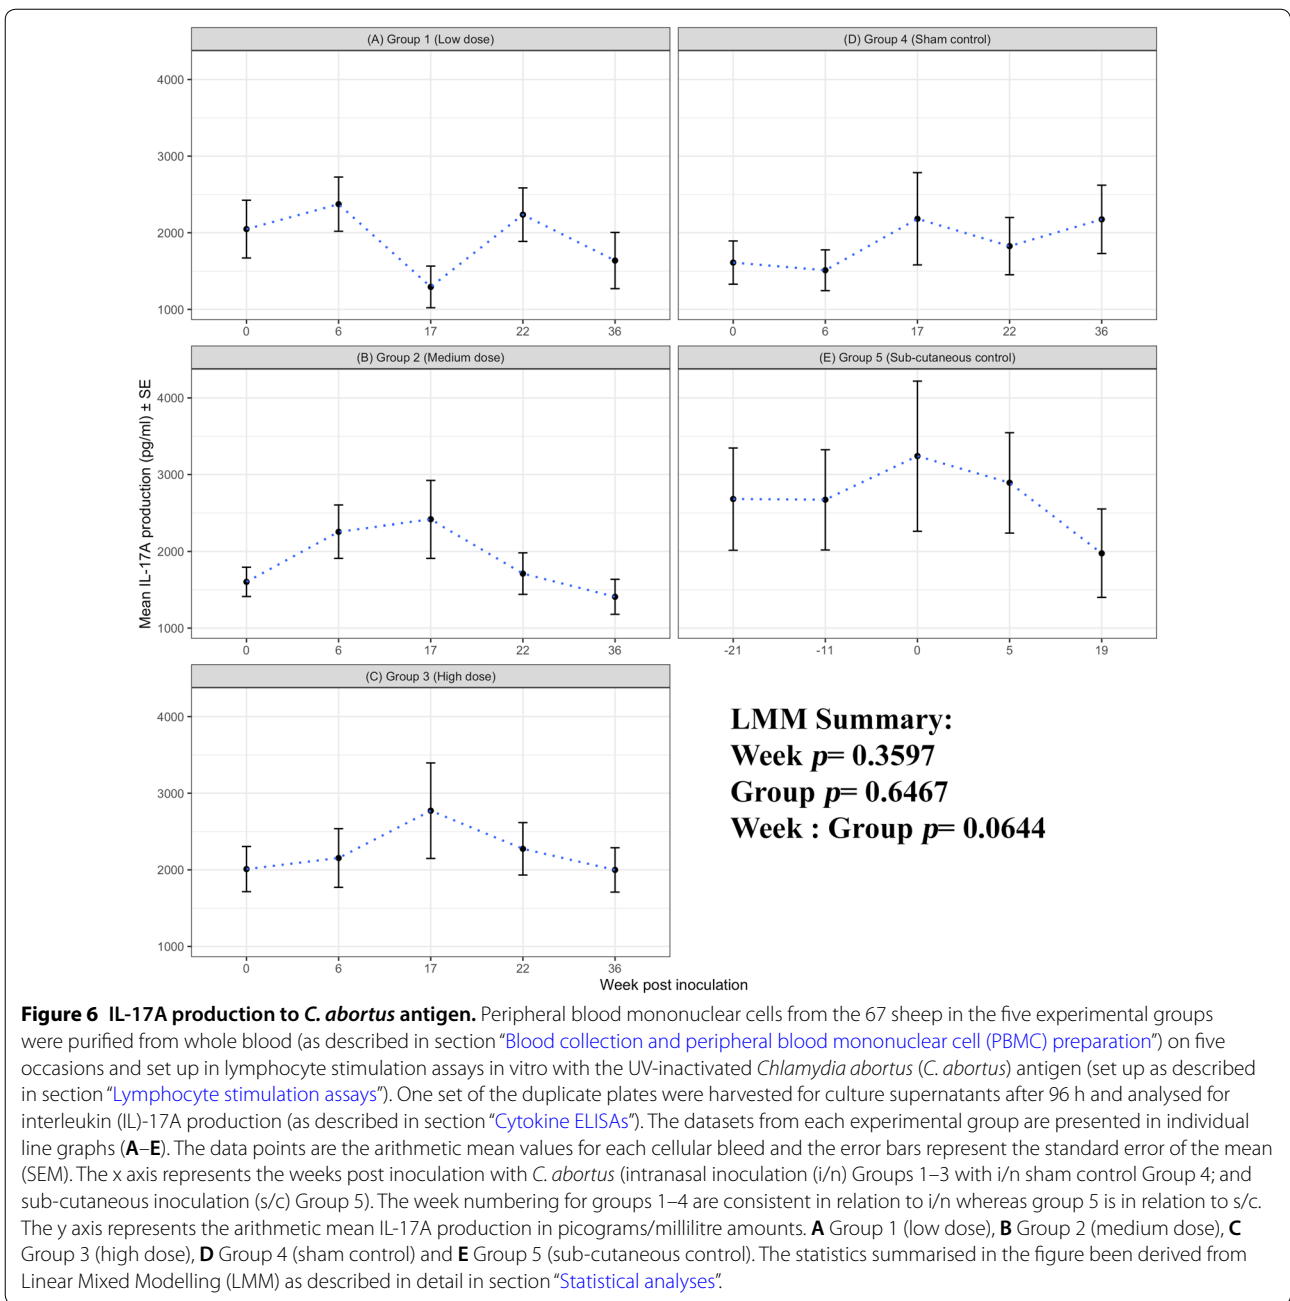 (A) Group 1 (Low dose)
4000
3000
2000
1000
0 6 17 22 36
(D) Group 4 (Sham control)
0 6 17 22 36
(B) Group 2 (Medium dose)
Mean IL-17A production (pg/ml) ± SE
4000
3000
2000
1000
0 6 17 22 36
(E) Group 5 (Sub-cutaneous control)
-21 -11 0 5 19
(C) Group 3 (High dose)
4000
3000
2000
1000
0 6 17 22 36
Week post inoculation
LMM Summary:
Week p= 0.3597
Group p= 0.6467
Week : Group p= 0.0644
Figure 6 IL-17A production to C. abortus antigen. Peripheral blood mononuclear cells from the 67 sheep in the five experimental groups
were purified from whole blood (as described in section “Blood collection and peripheral blood mononuclear cell (PBMC) preparation”) on five
occasions and set up in lymphocyte stimulation assays in vitro with the UV-inactivated Chlamydia abortus (C. abortus) antigen (set up as described
in section “Lymphocyte stimulation assays”). One set of the duplicate plates were harvested for culture supernatants after 96 h and analysed for
interleukin (IL)-17A production (as described in section “Cytokine ELISAs”). The datasets from each experimental group are presented in individual
line graphs (A–E). The data points are the arithmetic mean values for each cellular bleed and the error bars represent the standard error of the mean
(SEM). The x axis represents the weeks post inoculation with C. abortus (intranasal inoculation (i/n) Groups 1–3 with i/n sham control Group 4; and
sub-cutaneous inoculation (s/c) Group 5). The week numbering for groups 1–4 are consistent in relation to i/n whereas group 5 is in relation to s/c.
The y axis represents the arithmetic mean IL-17A production in picograms/millilitre amounts. A Group 1 (low dose), B Group 2 (medium dose), C
Group 3 (high dose), D Group 4 (sham control) and E Group 5 (sub-cutaneous control). The statistics summarised in the figure been derived from
Linear Mixed Modelling (LMM) as described in detail in section “Statistical analyses”.